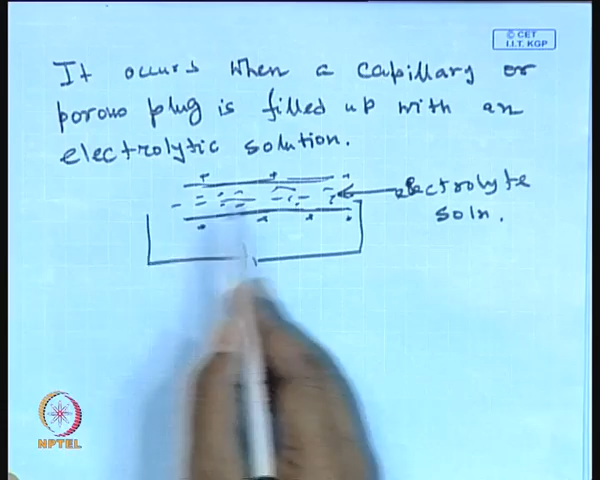 © CET
I.I.T. KGP
It occurs when a capillary or
porous plug is filled up with an
electrolytic solution.
electrolyte
soln.
NPTEL